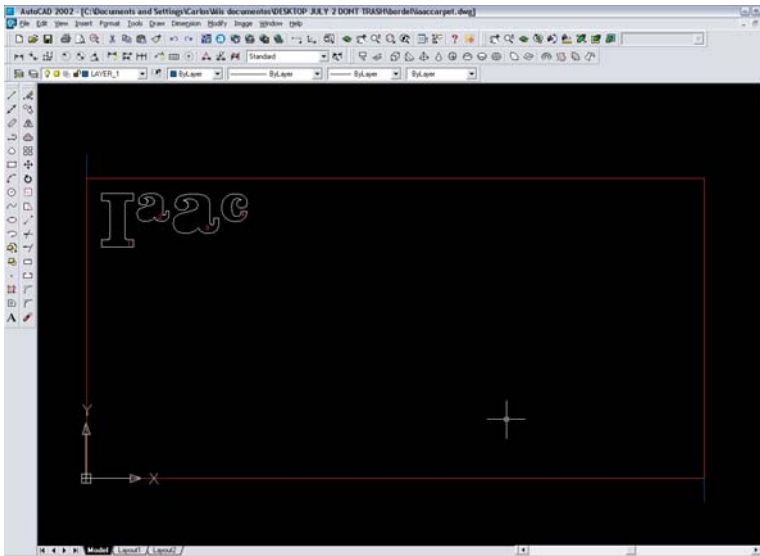 AutoCAD 2002 - [C:\Documents and Settings\Carlos\Mis documentos\DESKTOP JULY 2 DONT TRASH\bordel\iaaccarpet.dwg]
File Edit View Insert Format Tools Draw Dimension Modify Image Window Help
Standard
LAYER_1 ByLayer ByLayer ByLayer ByLayer
Iaac
Y
X
Model Layout1 Layout2